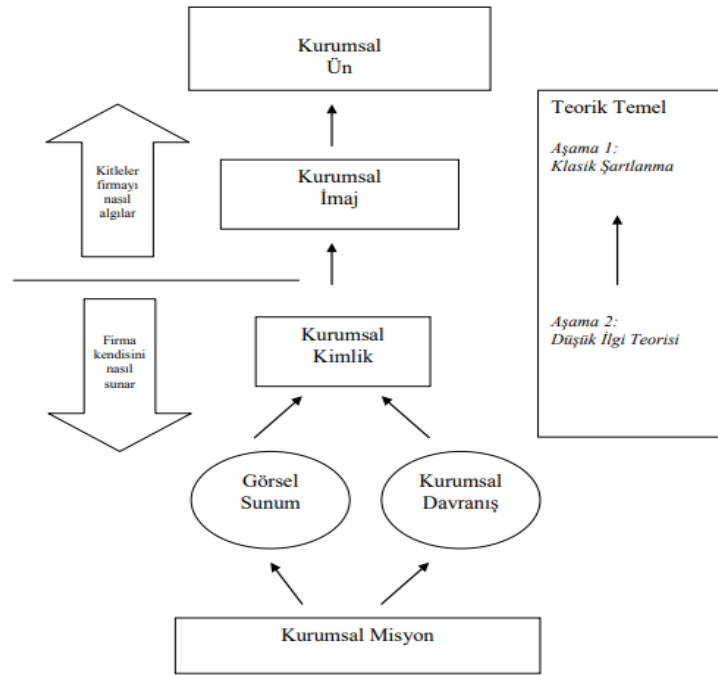 Kurumsal
Ün
Teorik Temel
Aşama 1:
Klasik Şartlanma
Kitleler
firmayı
nasıl
algılar
Kurumsal
İmaj
Firma
kendisini
nasıl
sunar
Kurumsal
Kimlik
Aşama 2:
Düşük İlgi Teorisi
Görsel
Sunum
Kurumsal
Davranış
Kurumsal Misyon